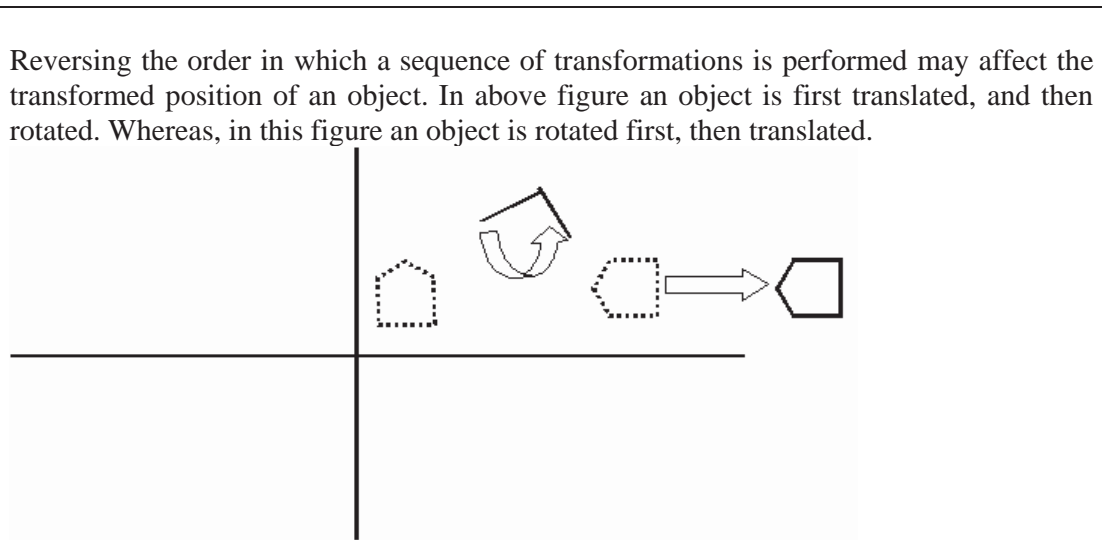 Reversing the order in which a sequence of transformations is performed may affect the
transformed position of an object. In above figure an object is first translated, and then
rotated. Whereas, in this figure an object is rotated first, then translated.